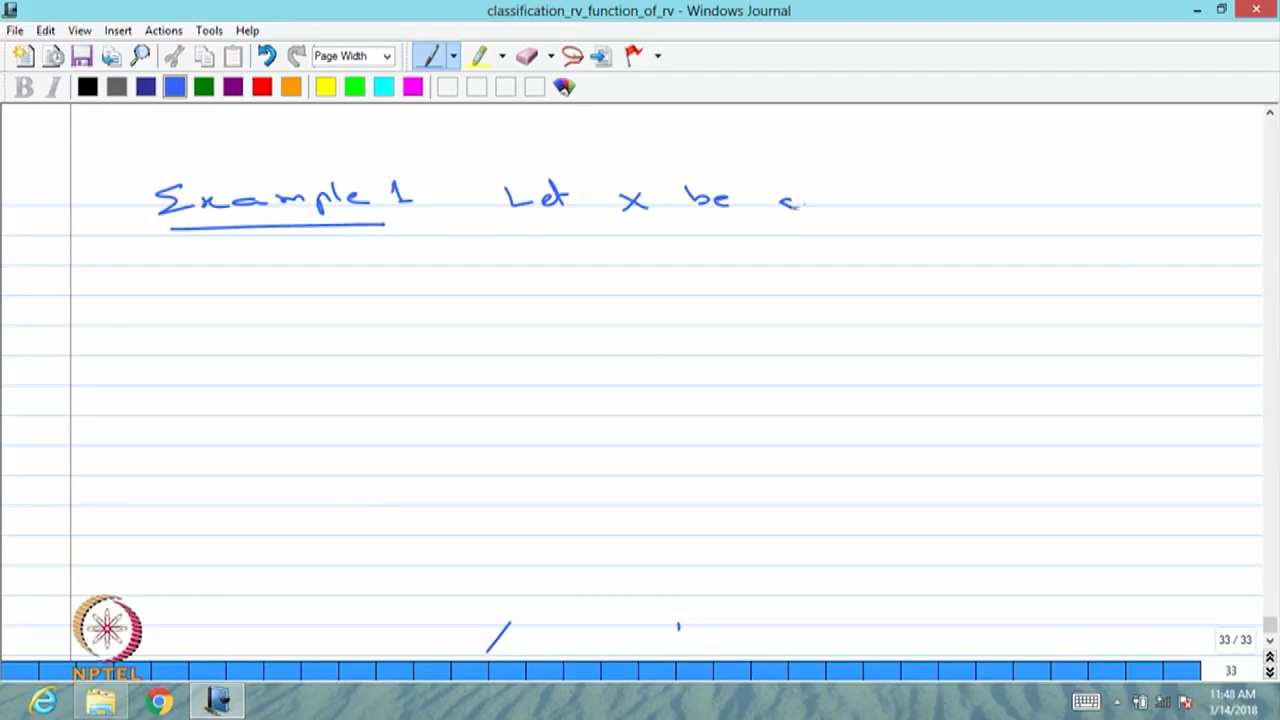 classification_rv_function_of_rv - Windows Journal
File Edit View Insert Actions Tools Help
Page Width
B I
Example 1 Let x be a
33 / 33
NPTEL
33
11:48 AM
3/14/2018